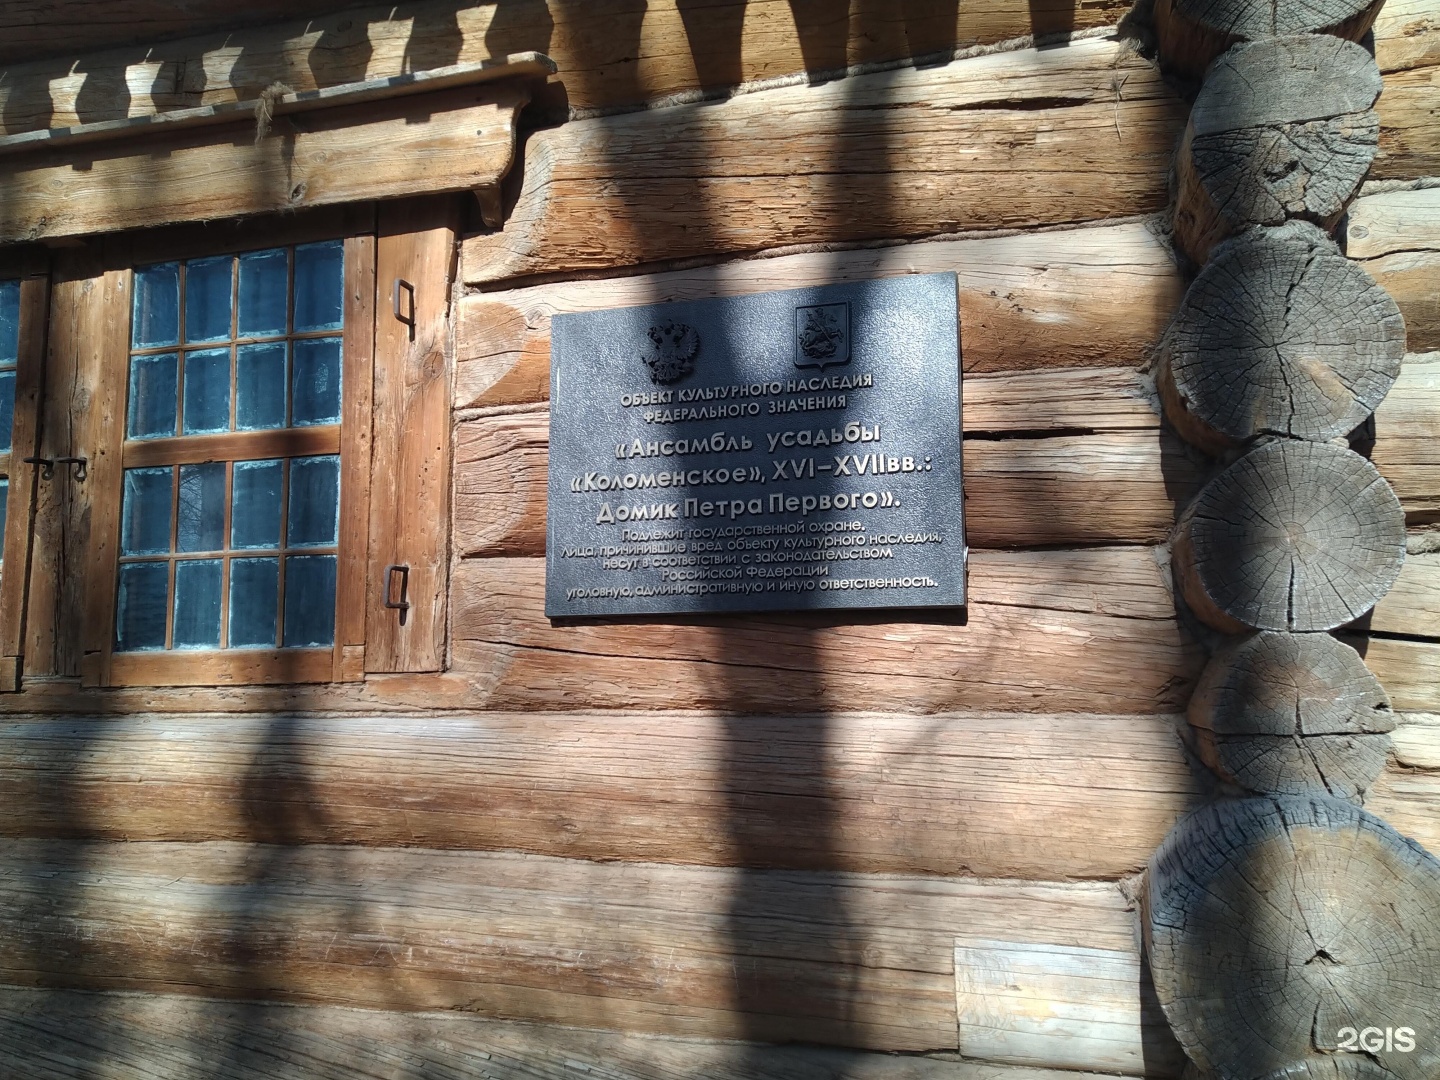 ОБЪЕКТ КУЛЬТУРНОГО НАСЛЕДИЯ
ФЕДЕРАЛЬНОГО ЗНАЧЕНИЯ
«Ансамбль усадьбы
«Коломенское», XVI–XVIIвв.:
Домик Петра Первого».
Подлежит государственной охране.
Лица, причинившие вред объекту культурного наследия,
несут в соответствии с законодательством
Российской Федерации
уголовную, административную и иную ответственность.
2GIS